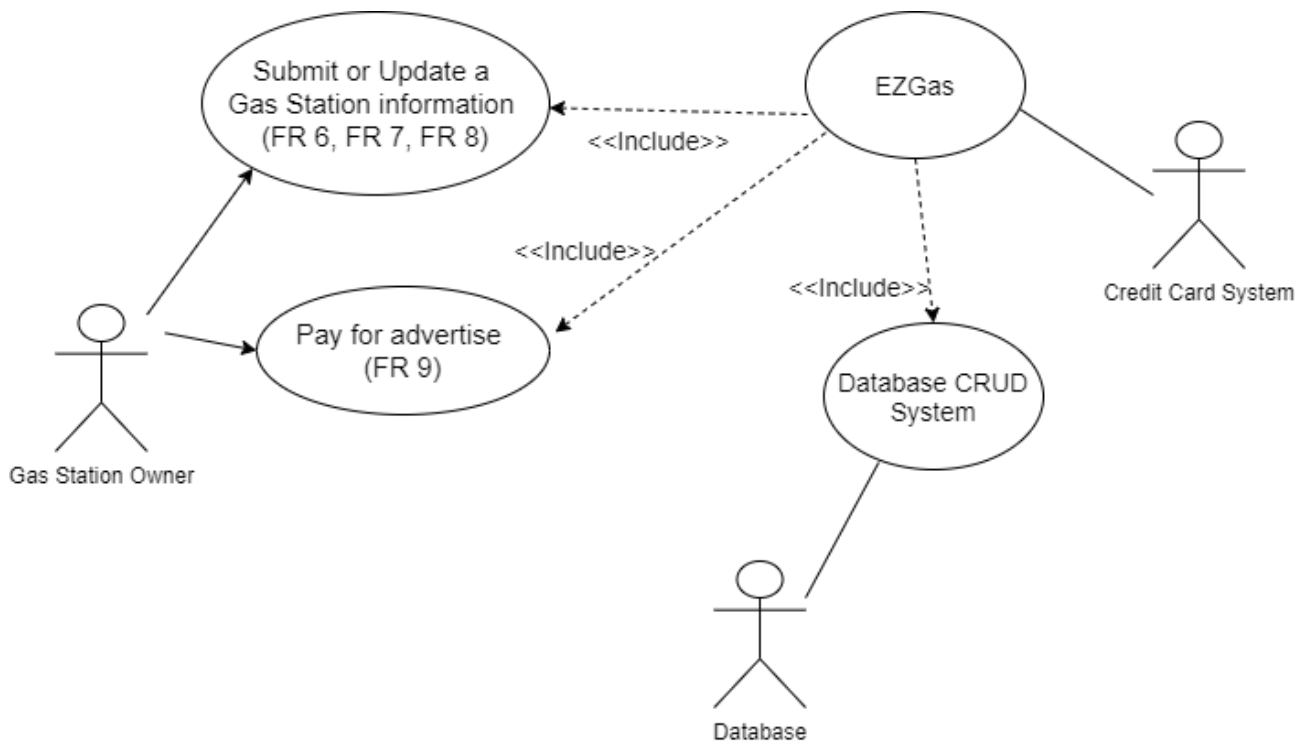 Submit or Update a
Gas Station information
(FR 6, FR 7, FR 8)
EZGas
<<Include>>
<<Include>>
<<Include>>
Credit Card System
Pay for advertise
(FR 9)
Database CRUD
System
Gas Station Owner
Database